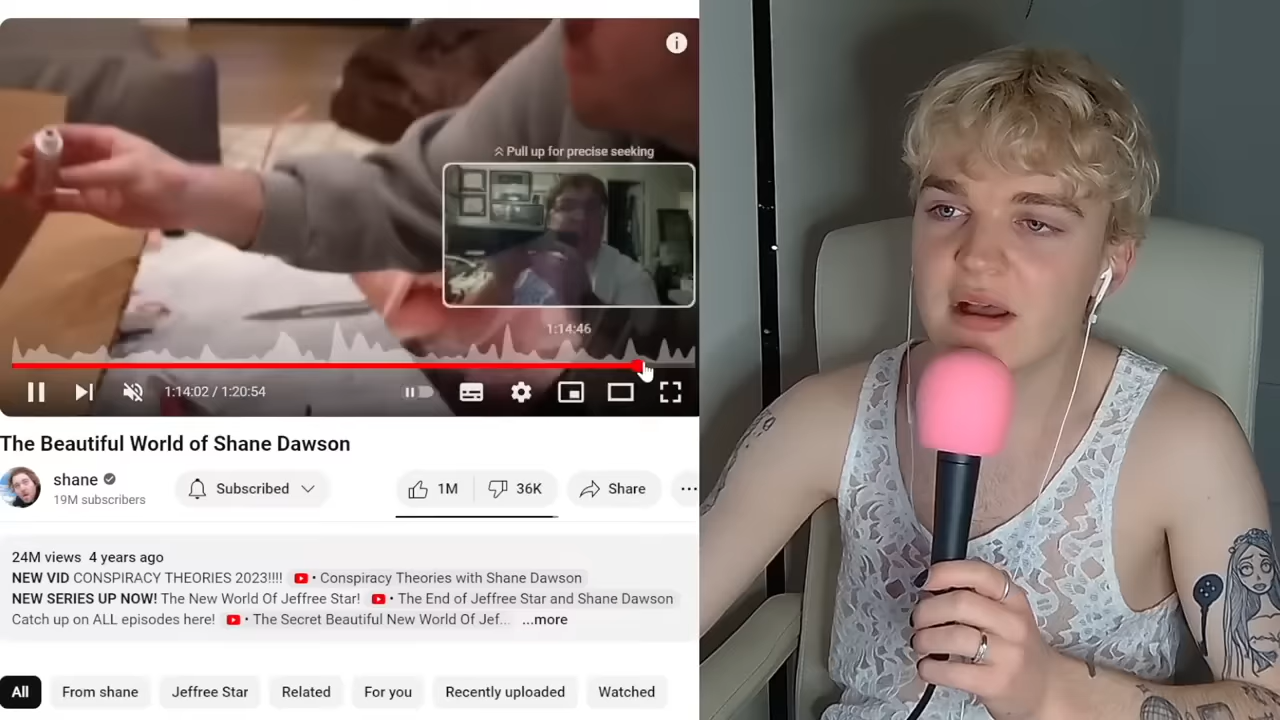 Pull up for precise seeking
1:14:46
1:14:02 / 1:20:54
The Beautiful World of Shane Dawson
shane
19M subscribers
Subscribed
1M
36K
Share
24M views 4 years ago
NEW VID CONSPIRACY THEORIES 2023!!!! • Conspiracy Theories with Shane Dawson
NEW SERIES UP NOW! The New World Of Jeffree Star! • The End of Jeffree Star and Shane Dawson
Catch up on ALL episodes here! • The Secret Beautiful New World Of Jef... ...more
All
From shane
Jeffree Star
Related
For you
Recently uploaded
Watched